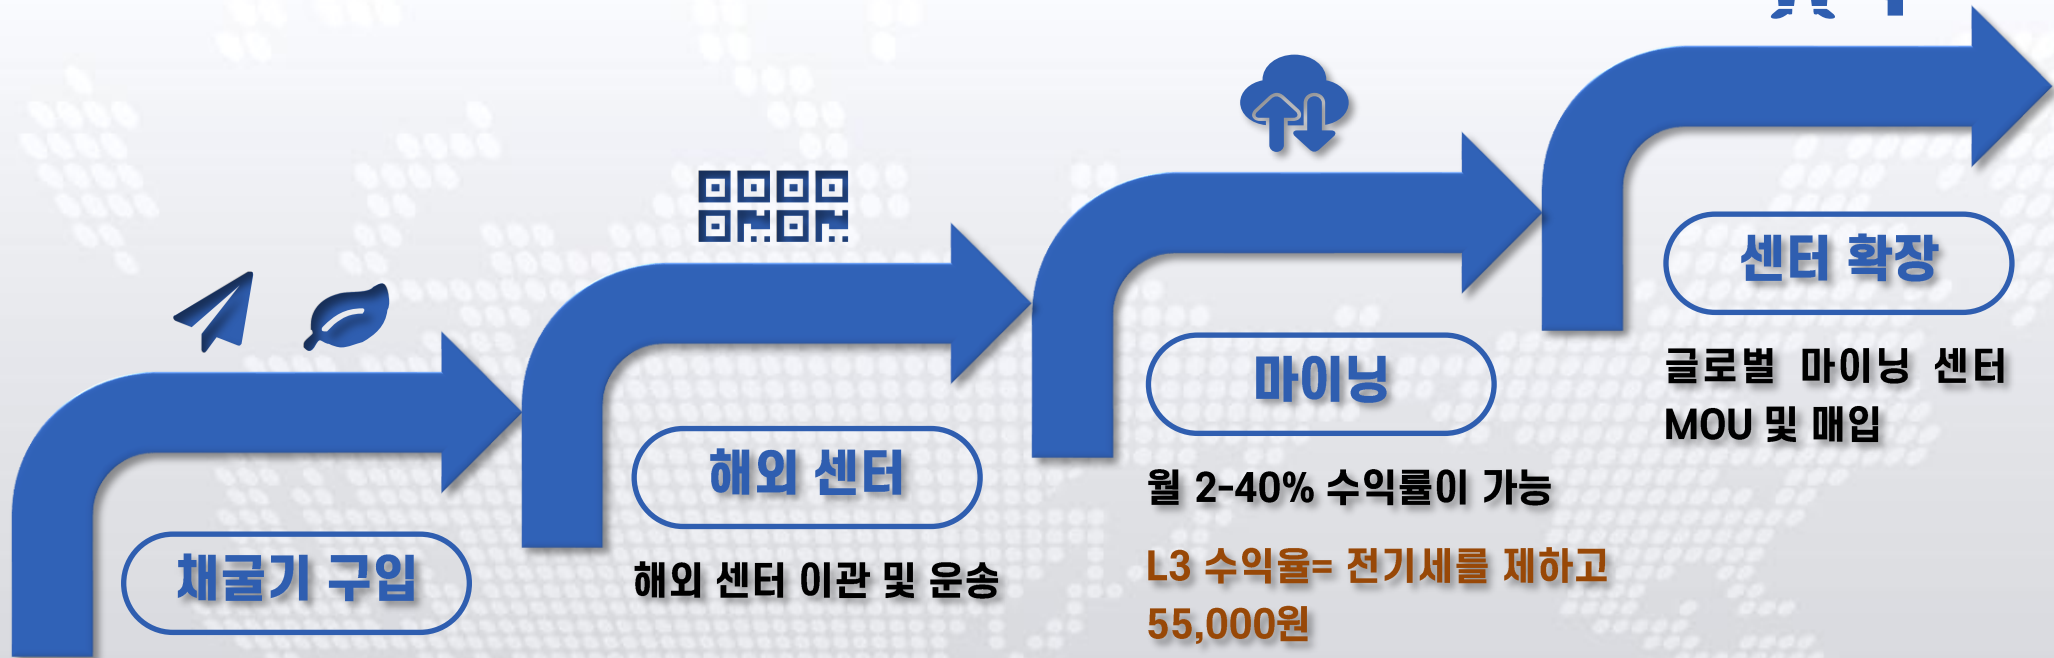 채굴기 구입
해외 센터
해외 센터 이관 및 운송
마이닝
월 2-40% 수익률이 가능
L3 수익율= 전기세를 제하고
55,000원
센터 확장
글로벌 마이닝 센터
MOU 및 매입